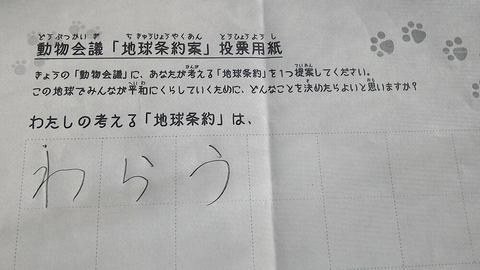 動物会議「地球条約案」投票用紙
きょうの「動物会議」に、あなたが考える「地球条約」を1つ提案してください。
この地球でみんなが平和にくらしていくために、どんなことを決めたらよいと思いますか?
わたしの考える「地球条約」は、
わらう